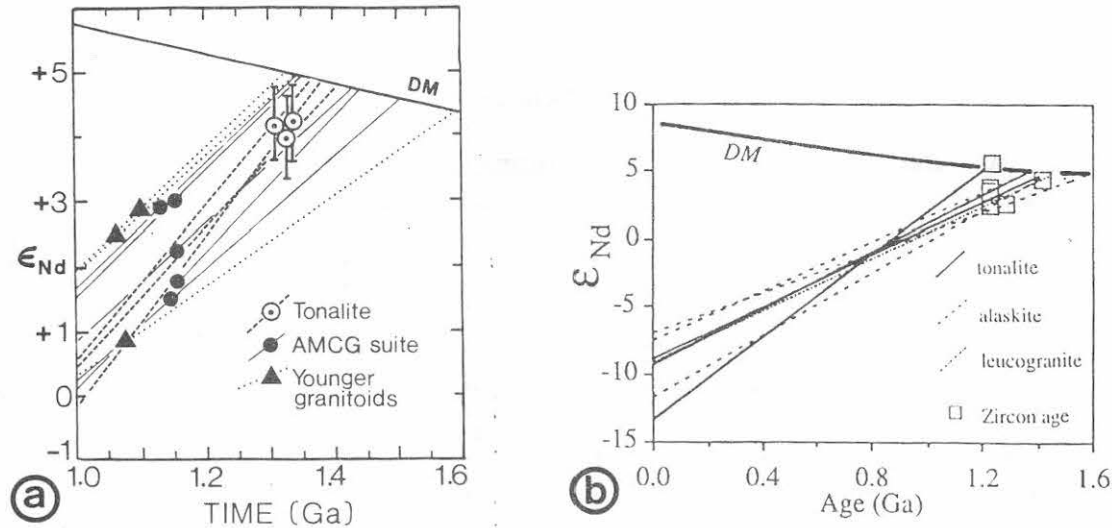 +5
+3
ϵNd
+1
0
-1
DM
Tonalite
AMCG suite
Younger
granitoids
1.0 1.2 1.4 1.6
TIME (Ga)
a
10
5
0
-5
-10
-15
εNd
DM
tonalite
alaskite
leucogranite
Zircon age
0.0 0.4 0.8 1.2 1.6
Age (Ga)
b